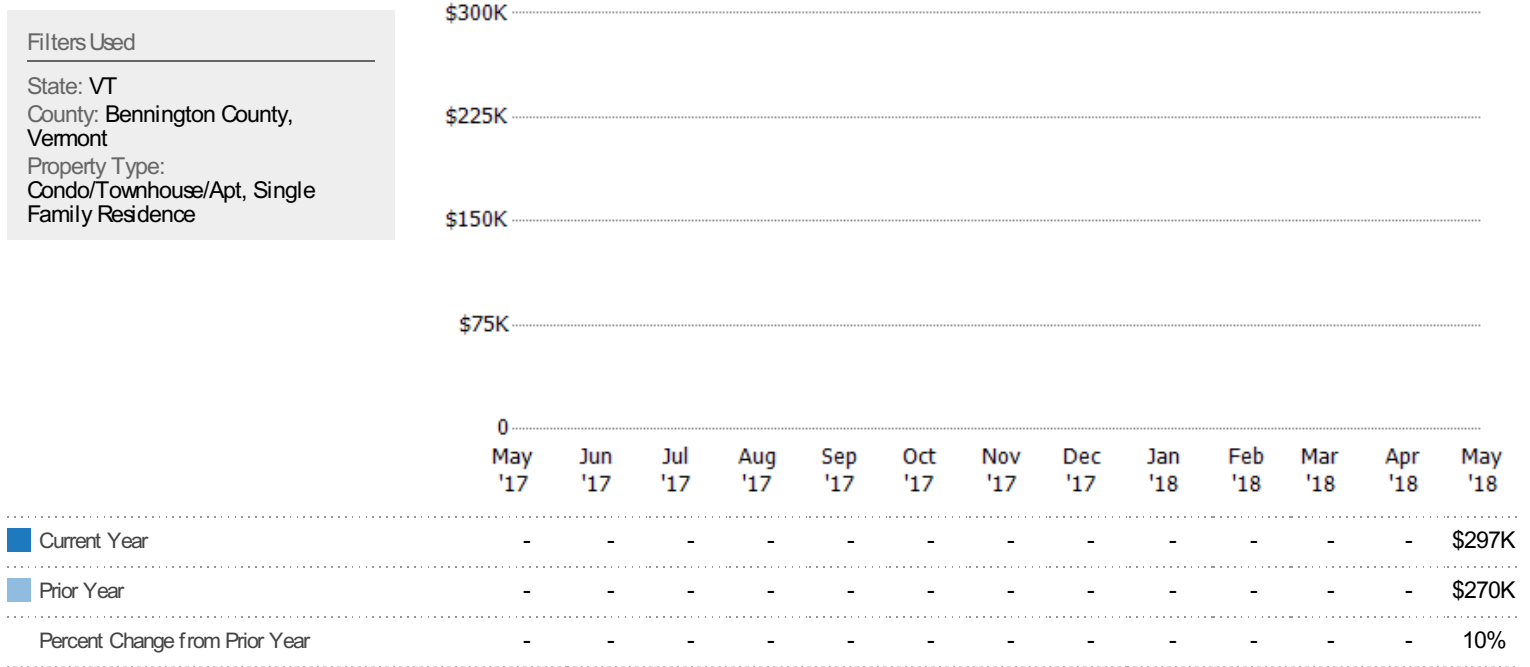 Filters Used
State: VT
County: Bennington County,
Vermont
Property Type:
Condo/Townhouse/Apt, Single
Family Residence
$300K
$225K
$150K
$75K
0
May Jun Jul Aug Sep Oct Nov Dec Jan Feb Mar Apr May
'17 '17 '17 '17 '17 '17 '17 '17 '18 '18 '18 '18 '18
Current Year - - - - - - - - - - - - $297K
Prior Year - - - - - - - - - - - - $270K
Percent Change from Prior Year - - - - - - - - - - - - 10%